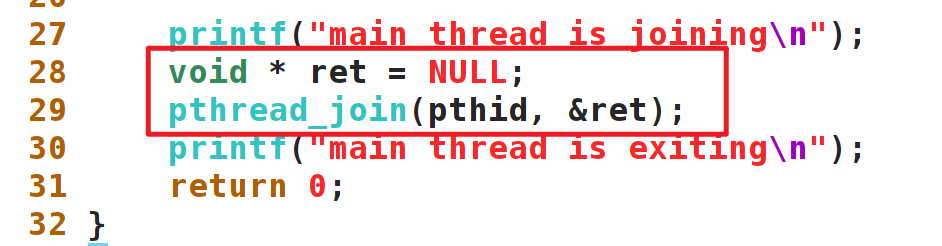 27     printf("main thread is joining\n");
28     void * ret = NULL;
29     pthread_join(pthid, &ret);
30     printf("main thread is exiting\n");
31     return 0;
32 }